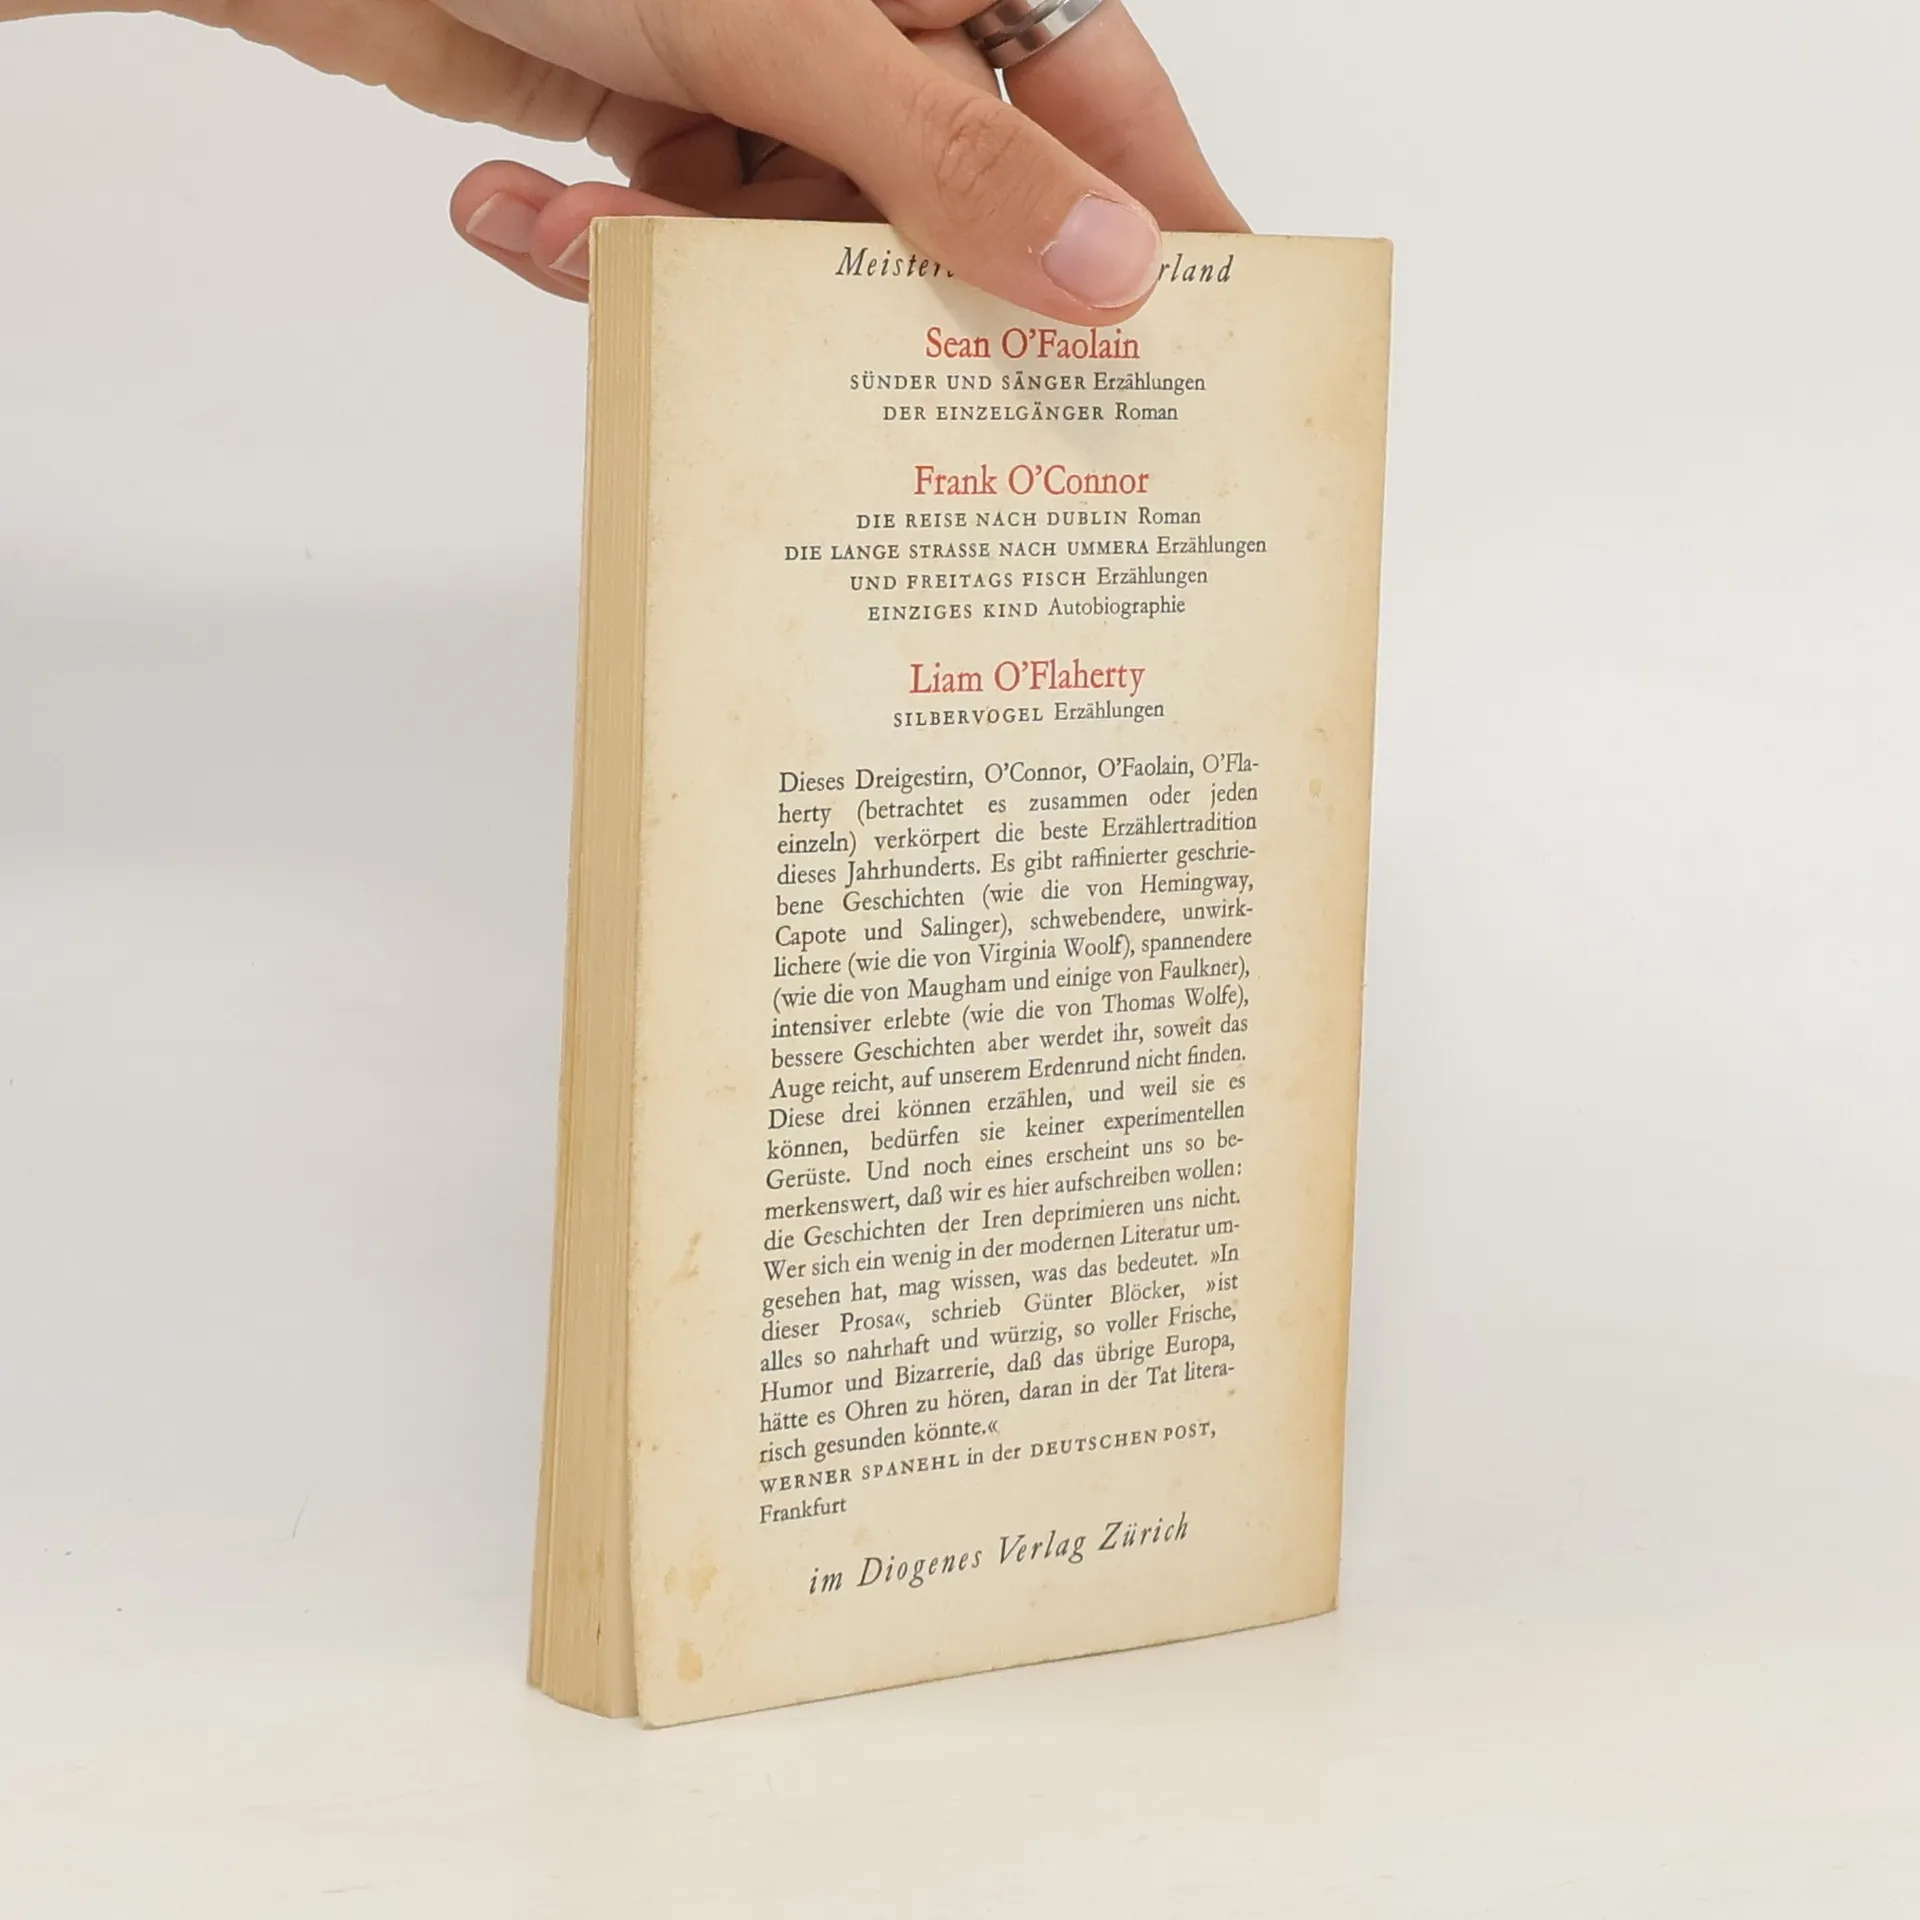 Sean O’Faolain
SÜNDER UND SÄNGER Erzählungen
DER EINZELGÄNGER Roman
Frank O’Connor
DIE REISE NACH DUBLIN Roman
DIE LANGE STRASSE NACH UMMERA Erzählungen
UND FREITAGS FISCH Erzählungen
EINZIGES KIND Autobiographie
Liam O’Flaherty
SILBERVOGEL Erzählungen
Dieses Dreigestirn, O’Connor, O’Faolain, O’Fla-
herty (betrachtet es zusammen oder jeden
einzeln) verkörpert die beste Erzählertradition
dieses Jahrhunderts. Es gibt raffinierter geschrie-
bene Geschichten (wie die von Hemingway,
Capote und Salinger), schwebendere, unwirk-
lichere (wie die von Virginia Woolf), spannendere
(wie die von Maugham und einige von Faulkner),
intensiver erlebte (wie die von Thomas Wolfe),
bessere Geschichten aber werdet ihr, soweit das
Auge reicht, auf unserem Erdenrund nicht finden.
Diese drei können erzählen, und weil sie es
können, bedürfen sie keiner experimentellen
Gerüste. Und noch eines erscheint uns so be-
merkenswert, daß wir es hier aufschreiben wollen:
die Geschichten der Iren deprimieren uns nicht.
Wer sich ein wenig in der modernen Literatur um-
gesehen hat, mag wissen, was das bedeutet. »In
dieser Prosa«, schrieb Günter Blöcker, »ist
alles so nahrhaft und würzig, so voller Frische,
Humor und Bizarrerie, daß das übrige Europa,
hätte es Ohren zu hören, daran in der Tat litera-
risch gesunden könnte.«
WERNER SPANEHL in der DEUTSCHEN POST,
Frankfurt
im Diogenes Verlag Zürich